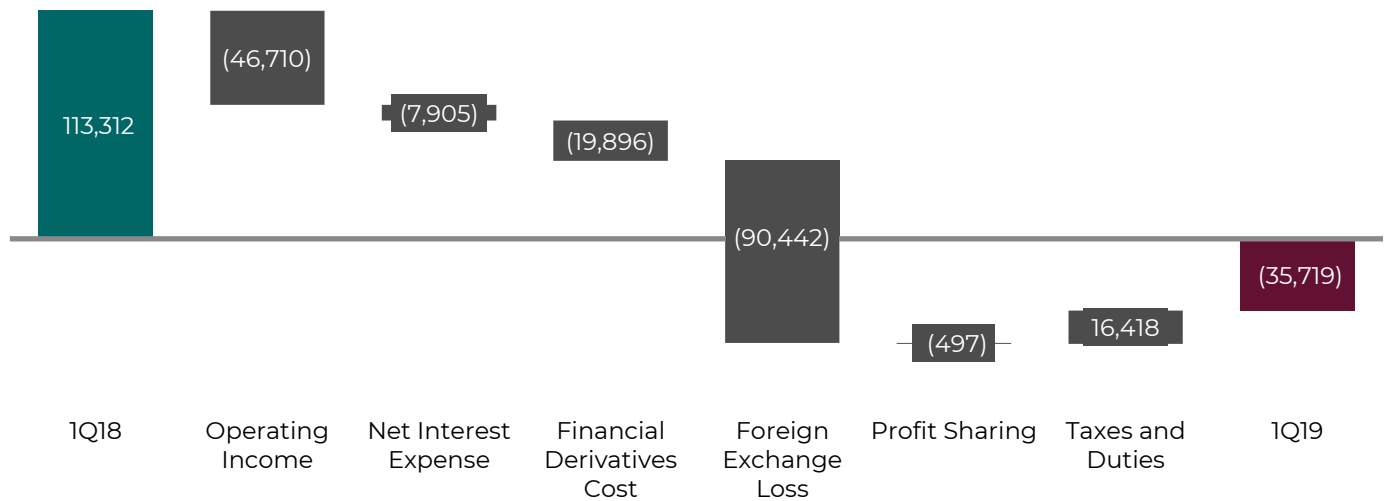 113,312
(46,710)
(7,905)
(19,896)
(90,442)
(497)
16,418
(35,719)
1Q18
Operating
Income
Net Interest
Expense
Financial
Derivatives
Cost
Foreign
Exchange
Loss
Profit Sharing
Taxes and
Duties
1Q19